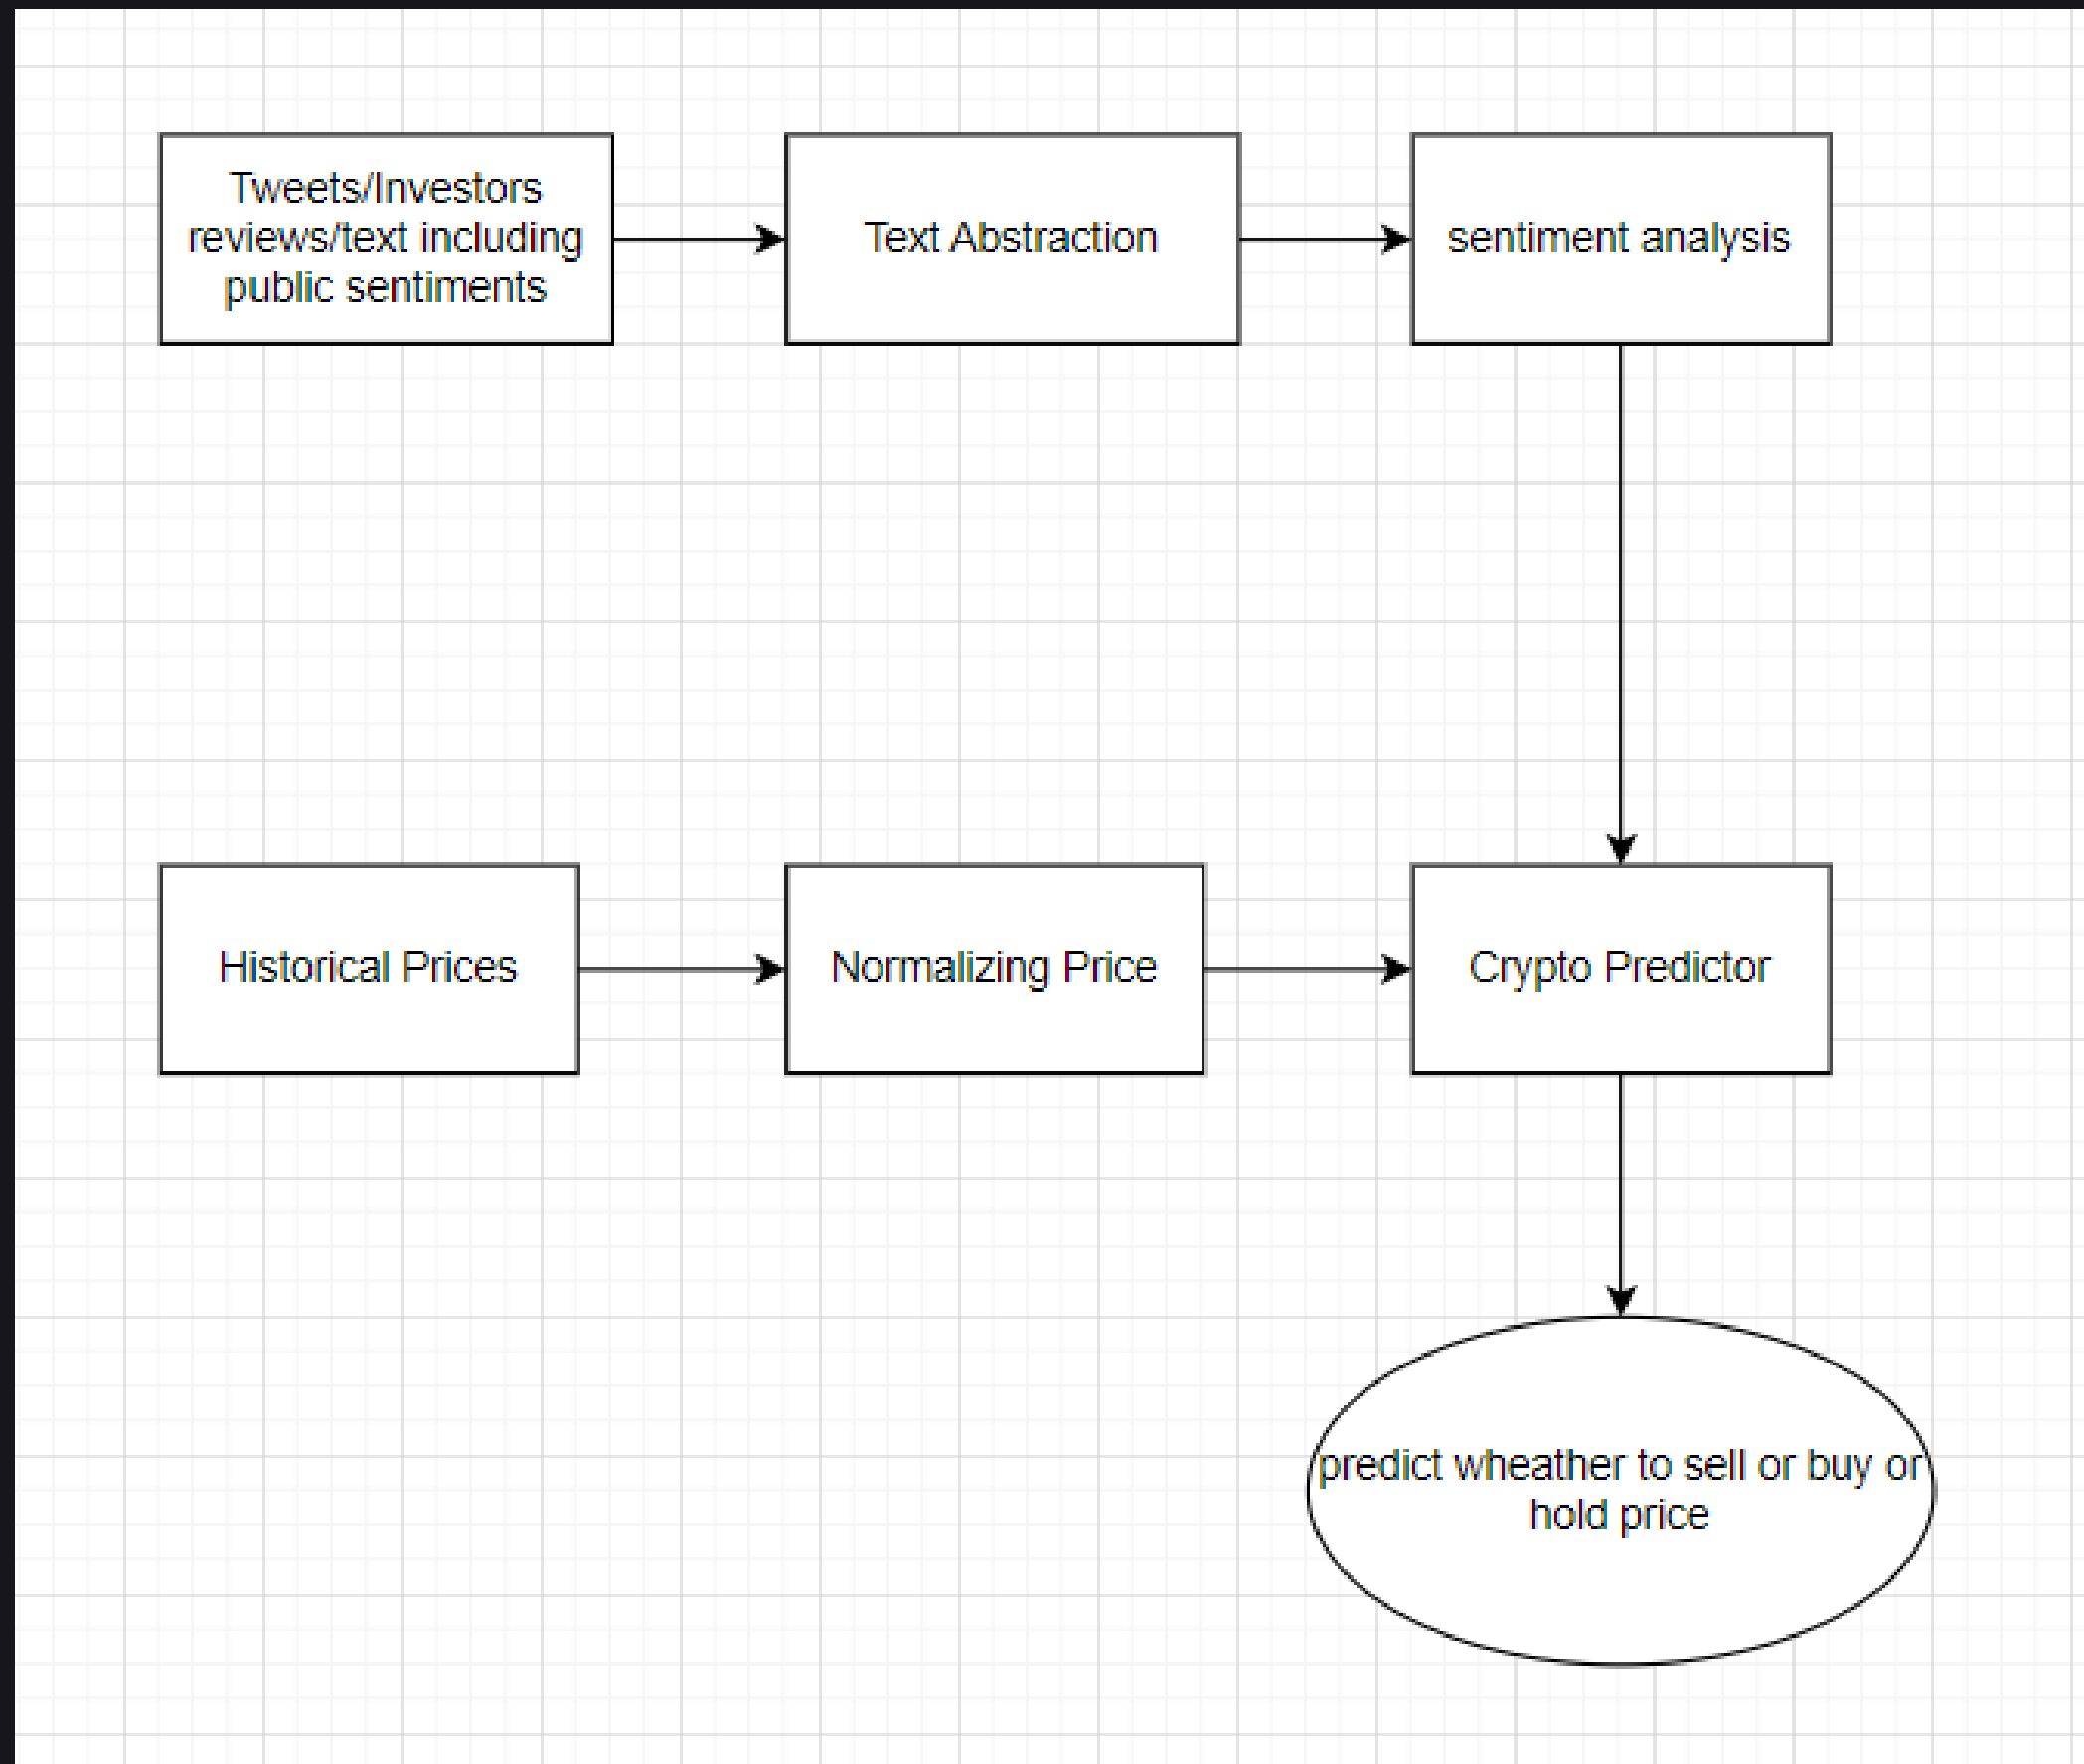 Tweets/Investors
reviews/text including
public sentiments
Text Abstraction
sentiment analysis
Historical Prices
Normalizing Price
Crypto Predictor
predict wheather to sell or buy or
hold price